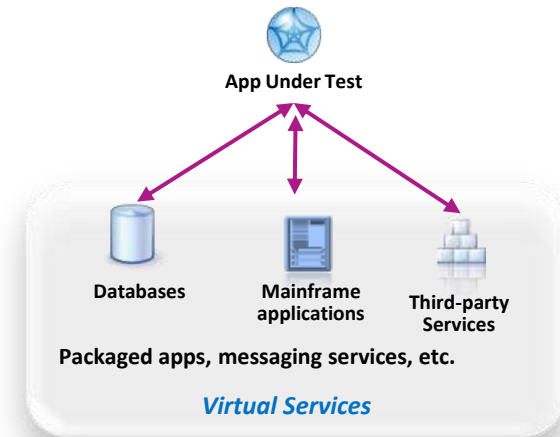 App Under Test
Databases
Mainframe
applications
Third-party
Services
Packaged apps, messaging services, etc.
Virtual Services